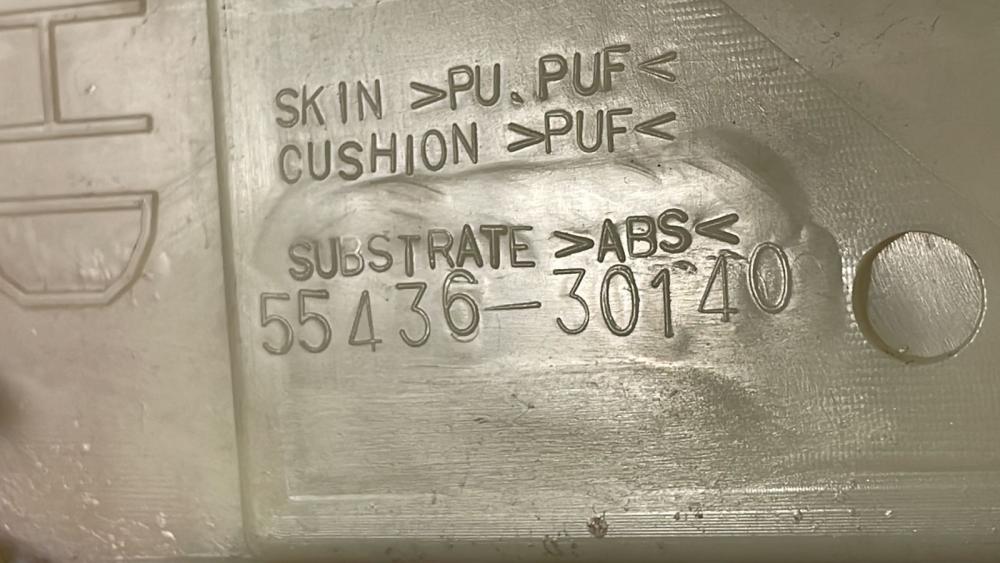 SKIN >PU.PUF<
CUSHION >PUF<
SUBSTRATE >ABS<
55436-30140